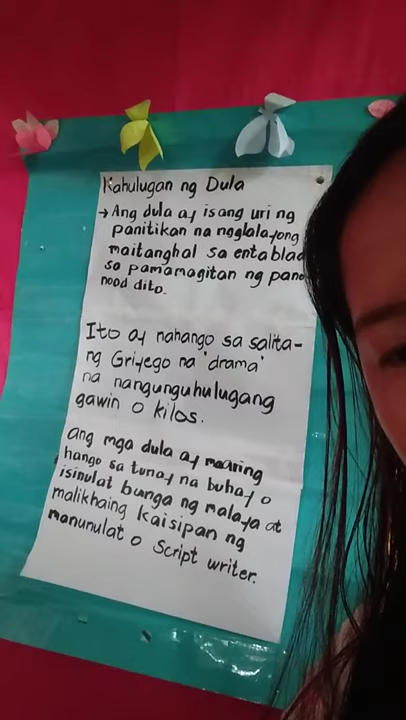 Kahulugan ng Dula
→ Ang dula ay isang uri ng
panitikan na nglalayong
maitanghal sa entablad
sa pamamagitan ng pano
nood dito.
Ito ay nahango sa salita-
ng Griyego na "drama"
na nangunguhulugang
gawin o kilos.
Ang mga dula ay maaring
hango sa tunay na buhay o
isinulat bunga ng malaya at
malikhaing kaisipan ng
manunulat o Script writer.